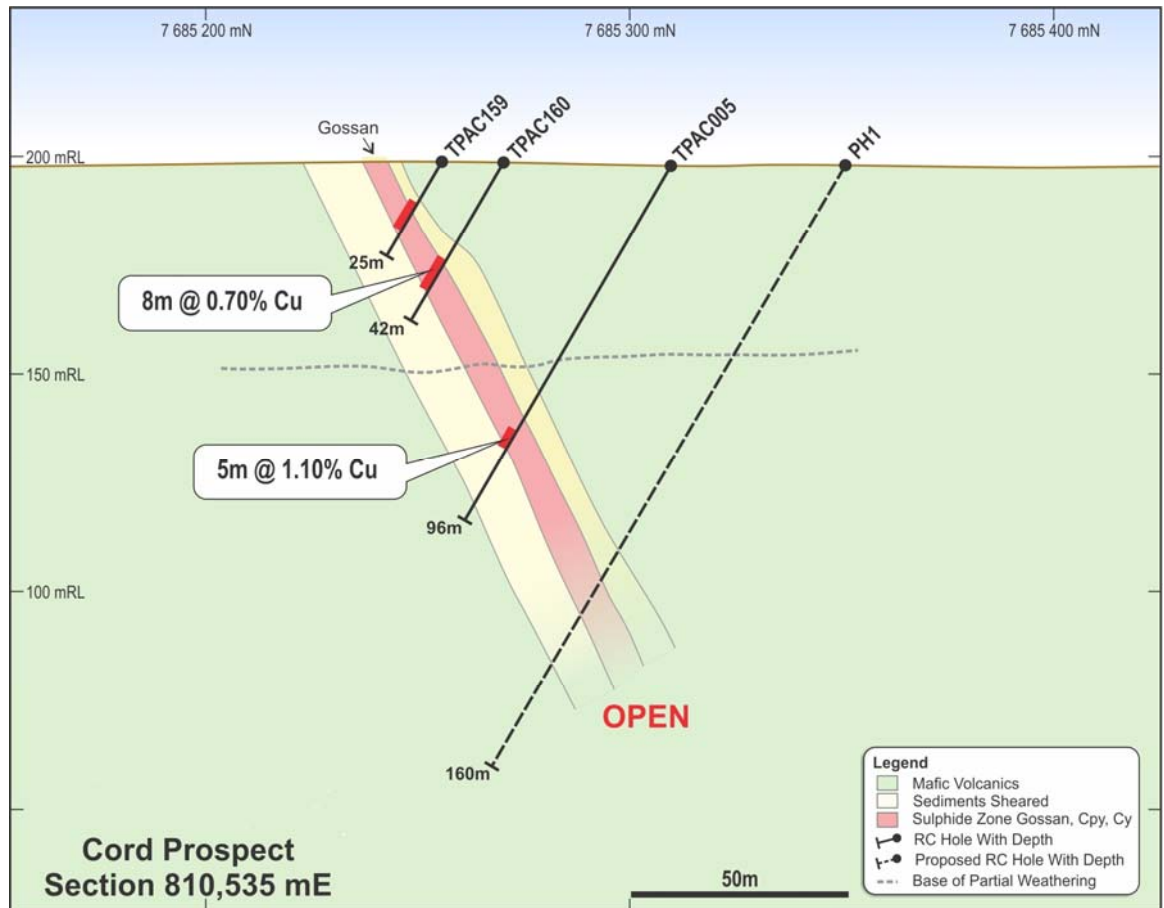 7 685 200 mN
7 685 300 mN
7 685 400 mN
Gossan
TPAC159
TPAC160
TPAC005
PH1
200 mRL
25m
8m @ 0.70% Cu
42m
150 mRL
5m @ 1.10% Cu
96m
100 mRL
OPEN
160m
Legend
Mafic Volcanics
Sediments Sheared
Sulphide Zone Gossan, Cpy, Cy
RC Hole With Depth
Proposed RC Hole With Depth
Base of Partial Weathering
Cord Prospect
Section 810,535 mE
50m